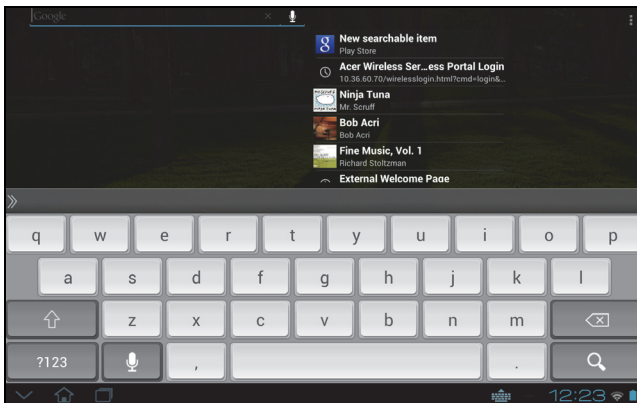 Google
New searchable item
Play Store
Acer Wireless Ser...ess Portal Login
10.36.60.70/wirelesslogin.html?cmd=login&..
Ninja Tuna
Mr. Scruff
Bob Acri
Bob Acri
Fine Music, Vol. 1
Richard Stoltzman
External Welcome Page
q w e r t y u i o p
a s d f g h j k l
z x c v b n m
?123 , .
12:23